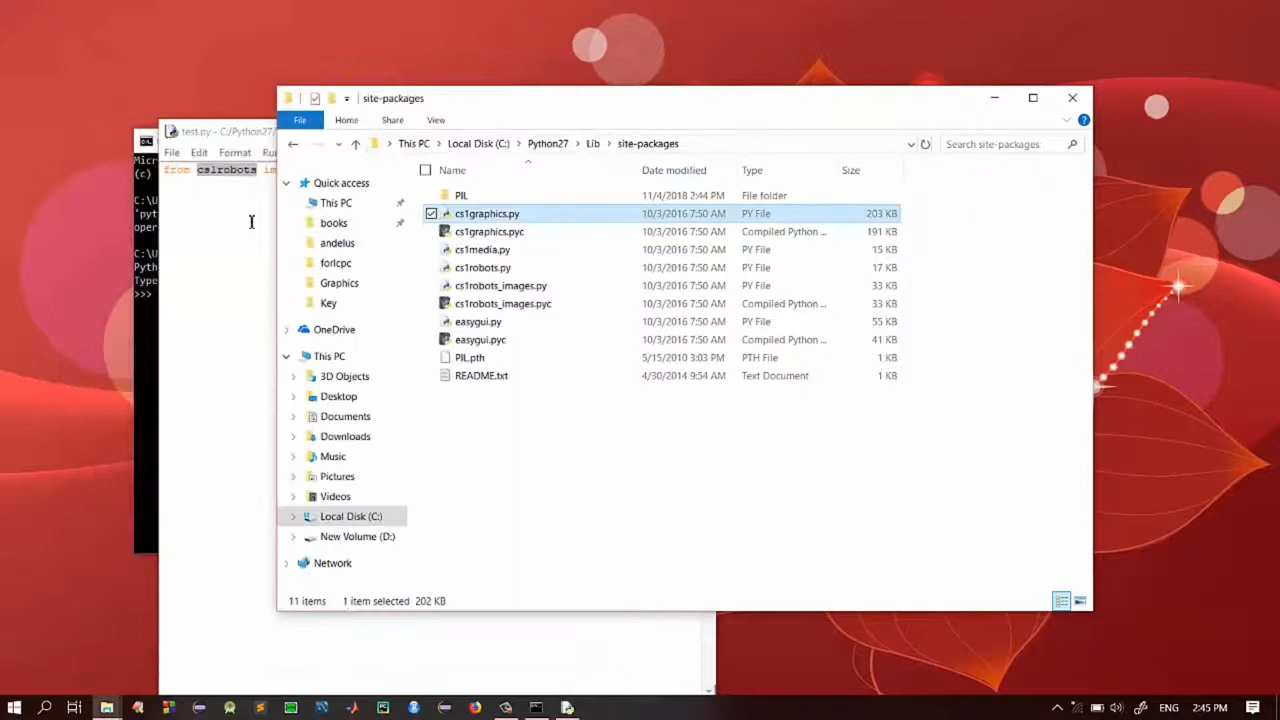 site-packages
File Home Share View
This PC Local Disk (C:) Python27 Lib site-packages Search site-packages
Name Date modified Type Size
Quick access
This PC
books
andelus
Graphics
Key
OneDrive
This PC
3D Objects
Desktop
Documents
Downloads
Music
Pictures
Videos
Local Disk (C:)
New Volume (D:)
Network
PIL 11/4/2018 2:44 PM File folder
cs1graphics.py 10/3/2016 7:50 AM PY File 203 KB
cs1graphics.pyc 10/3/2016 7:50 AM Compiled Python ... 191 KB
cs1media.py 10/3/2016 7:50 AM PY File 15 KB
cs1robots.py 10/3/2016 7:50 AM PY File 17 KB
cs1robots_images.py 10/3/2016 7:50 AM PY File 33 KB
cs1robots_images.pyc 10/3/2016 7:50 AM Compiled Python ... 33 KB
easygui.py 10/3/2016 7:50 AM PY File 55 KB
easygui.pyc 10/3/2016 7:50 AM Compiled Python ... 41 KB
PIL.pth 5/15/2010 3:03 PM PTH File 1 KB
README.txt 4/30/2014 9:54 AM Text Document 1 KB
11 items 1 item selected 202 KB
test.py - C:/Python27/
File Edit Format Ru
from cs1robots im
Micr
(c)
C:\U
'pyt
oper
C:\U
Pyth
Type
>>>
ENG 2:45 PM